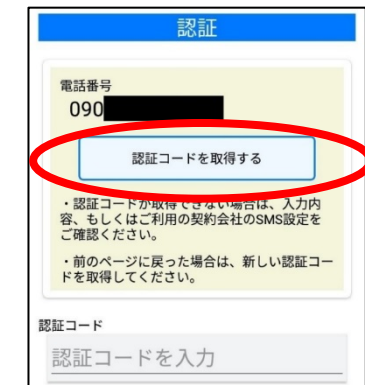 認証
電話番号
090
認証コードを取得する
・認証コードが取得できない場合は、入力内
容、もしくはご利用の契約会社のSMS設定を
ご確認ください。
・前のページに戻った場合は、新しい認証コー
ドを取得してください。
認証コード
認証コードを入力